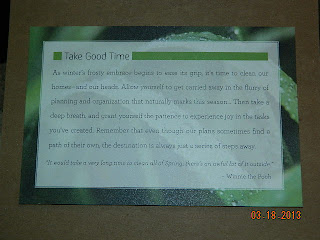 Take Good Time
As winter's frosty embrace begins to ease its grip, it's time to clean our
homes—and our heads. Allow yourself to get carried away in the flurry of
planning and organization that naturally marks this season... Then take a
deep breath, and grant yourself the patience to experience joy in the tasks
you've created. Remember that even though our plans sometimes find a
path of their own, the destination is always just a series of steps away.
"It would take a very long time to clean all of Spring, there's an awful lot of it outside."
- Winnie the Pooh
03-18-2013